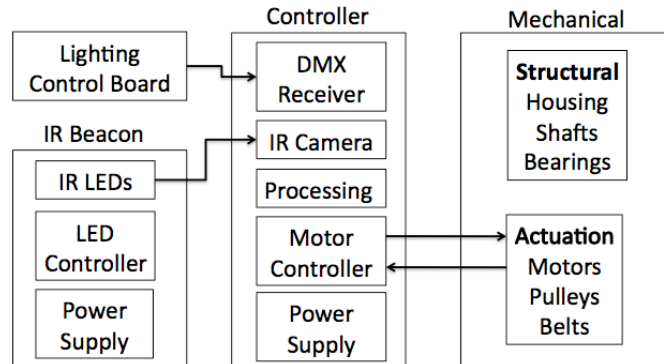 Lighting
Control Board
IR Beacon
IR LEDs
LED
Controller
Power
Supply
Controller
DMX
Receiver
IR Camera
Processing
Motor
Controller
Power
Supply
Mechanical
Structural
Housing
Shafts
Bearings
Actuation
Motors
Pulleys
Belts